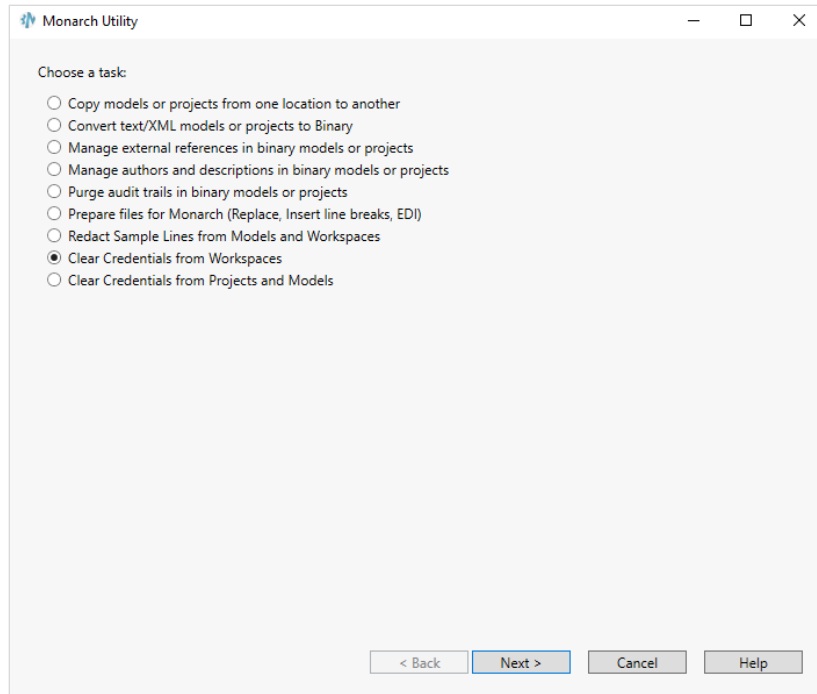 Monarch Utility
Choose a task:
Copy models or projects from one location to another
Convert text/XML models or projects to Binary
Manage external references in binary models or projects
Manage authors and descriptions in binary models or projects
Purge audit trails in binary models or projects
Prepare files for Monarch (Replace, Insert line breaks, EDI)
Redact Sample Lines from Models and Workspaces
Clear Credentials from Workspaces
Clear Credentials from Projects and Models
< Back Next > Cancel Help